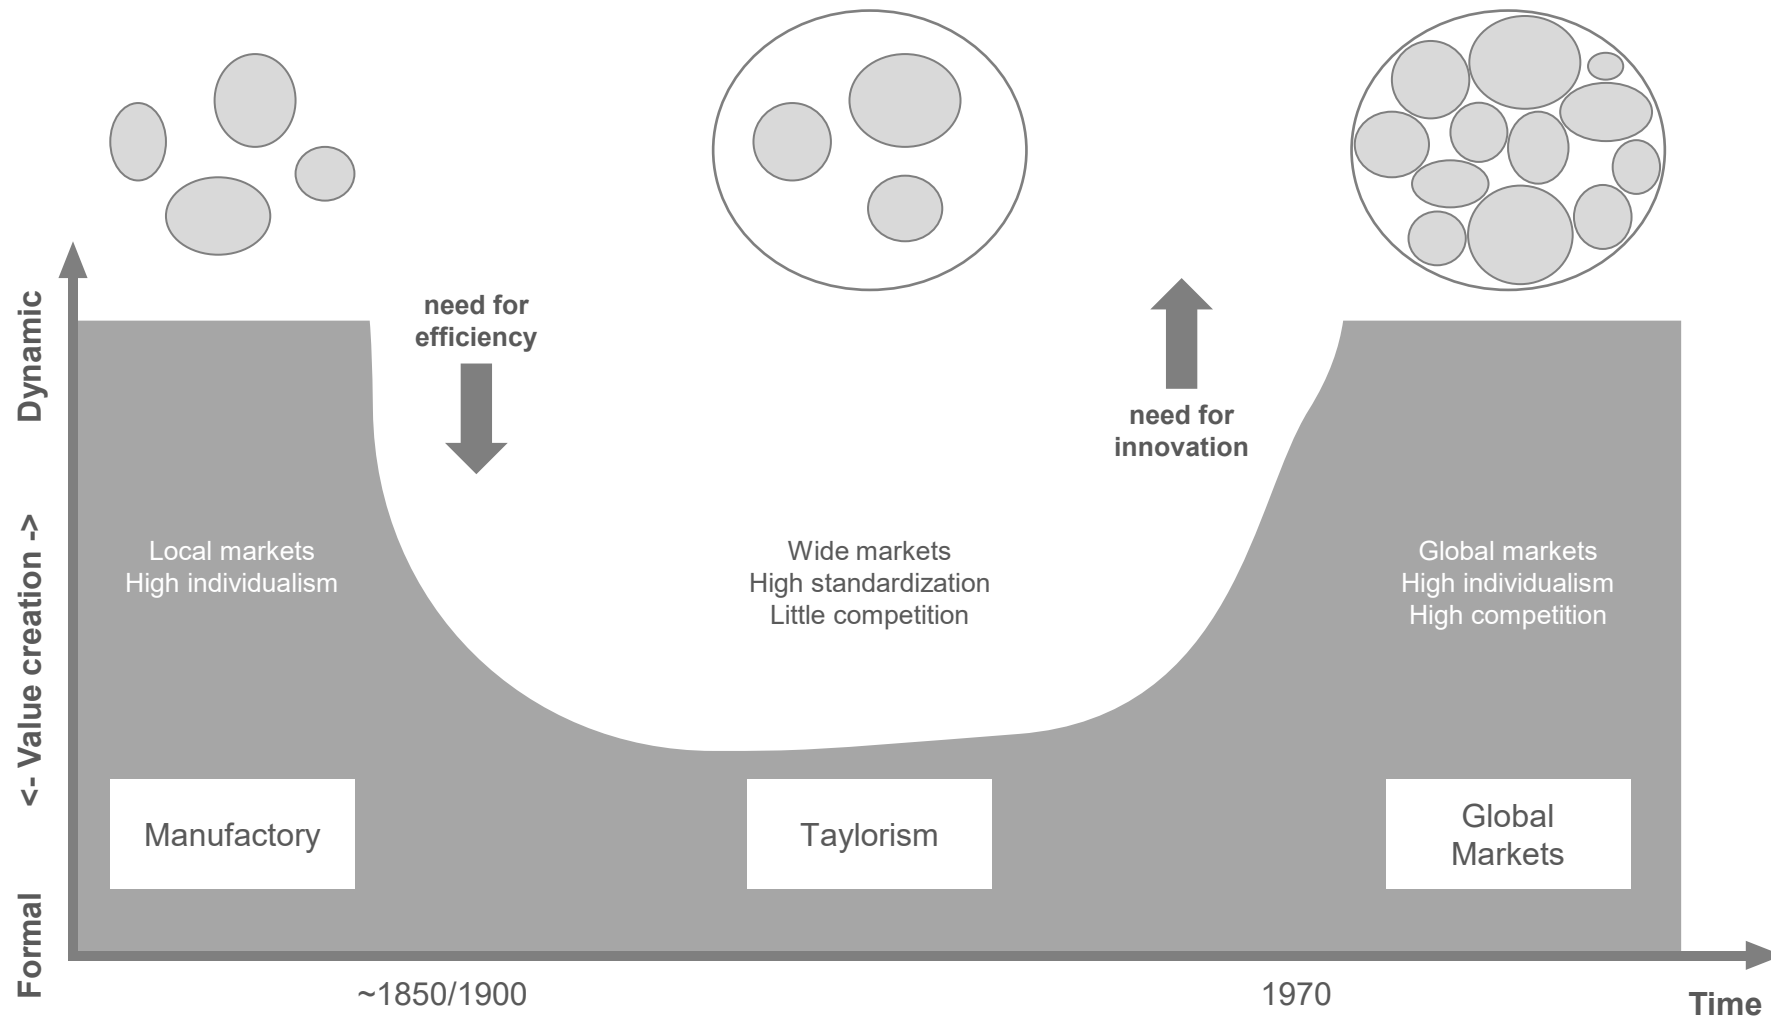 need for
efficiency
need for
innovation
Dynamic
<- Value creation ->
Formal
Local markets
High individualism
Wide markets
High standardization
Little competition
Global markets
High individualism
High competition
Manufactory
Taylorism
Global
Markets
~1850/1900
1970
Time